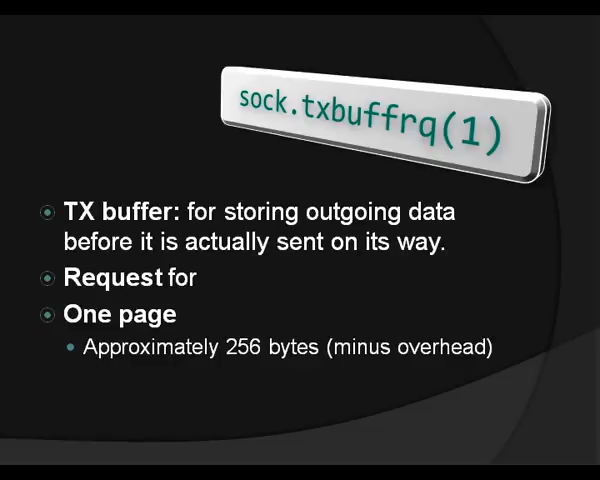 sock.txbuffrq(1)
TX buffer: for storing outgoing data
before it is actually sent on its way.
Request for
One page
Approximately 256 bytes (minus overhead)